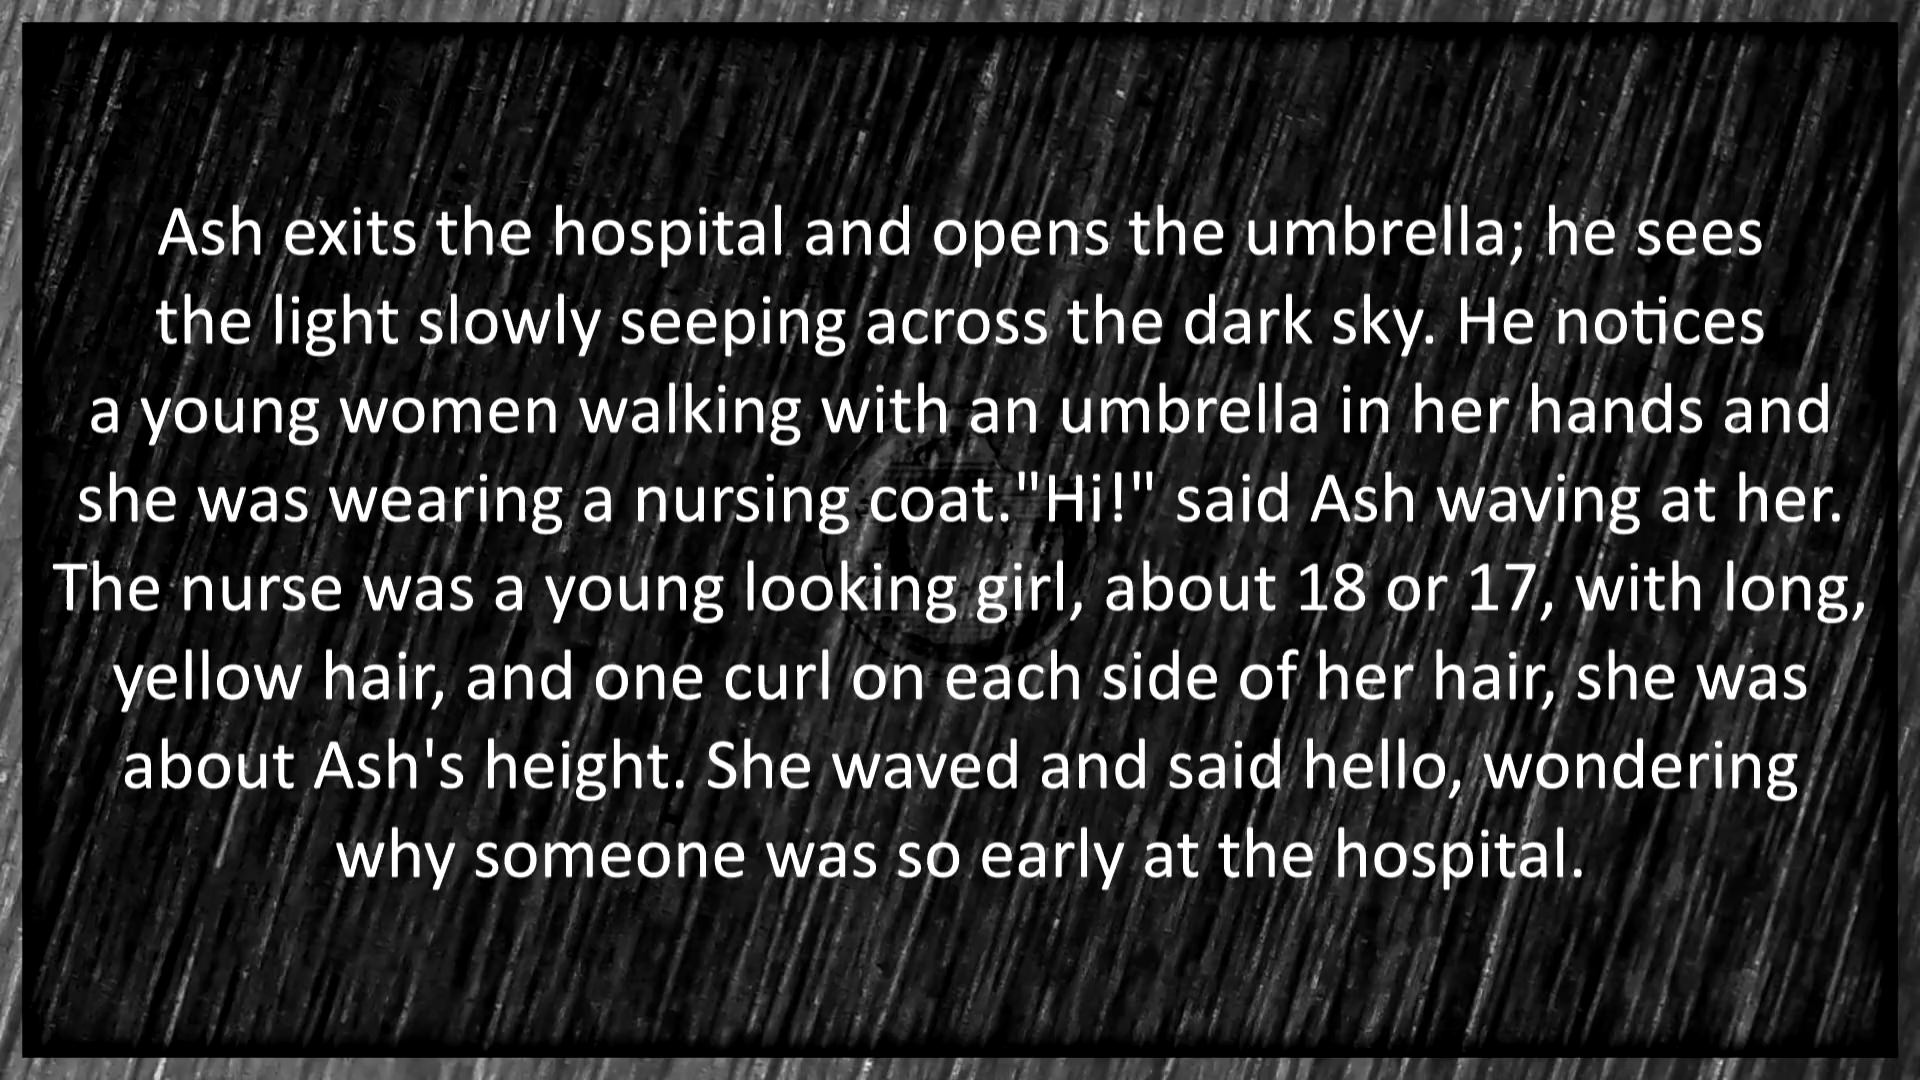 Ash exits the hospital and opens the umbrella; he sees
the light slowly seeping across the dark sky. He notices
a young women walking with an umbrella in her hands and
she was wearing a nursing coat."Hi!" said Ash waving at her.
The nurse was a young looking girl, about 18 or 17, with long,
yellow hair, and one curl on each side of her hair, she was
about Ash's height. She waved and said hello, wondering
why someone was so early at the hospital.